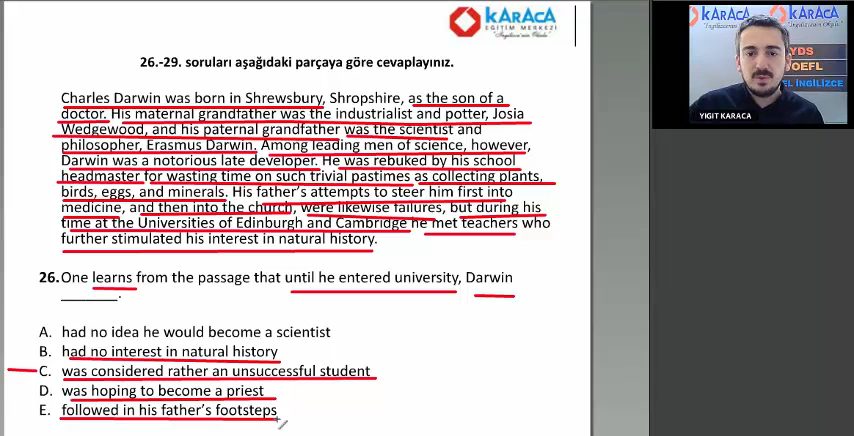 KARACA
EĞİTİM MERKEZİ
"İngilizce'nin Okulu"
26.-29. soruları aşağıdaki parçaya göre cevaplayınız.
Charles Darwin was born in Shrewsbury, Shropshire, as the son of a
doctor. His maternal grandfather was the industrialist and potter, Josia
Wedgewood, and his paternal grandfather was the scientist and
philosopher, Erasmus Darwin. Among leading men of science, however,
Darwin was a notorious late developer. He was rebuked by his school
headmaster for wasting time on such trivial pastimes as collecting plants,
birds, eggs, and minerals. His father's attempts to steer him first into
medicine, and then into the church, were likewise failures, but during his
time at the Universities of Edinburgh and Cambridge he met teachers who
further stimulated his interest in natural history.
26. One learns from the passage that until he entered university, Darwin
_______.
A. had no idea he would become a scientist
B. had no interest in natural history
C. was considered rather an unsuccessful student
D. was hoping to become a priest
E. followed in his father's footsteps
KARACA KARACA
YDS
TOEFL
EL İNGİLİZCE
YIGIT KARACA